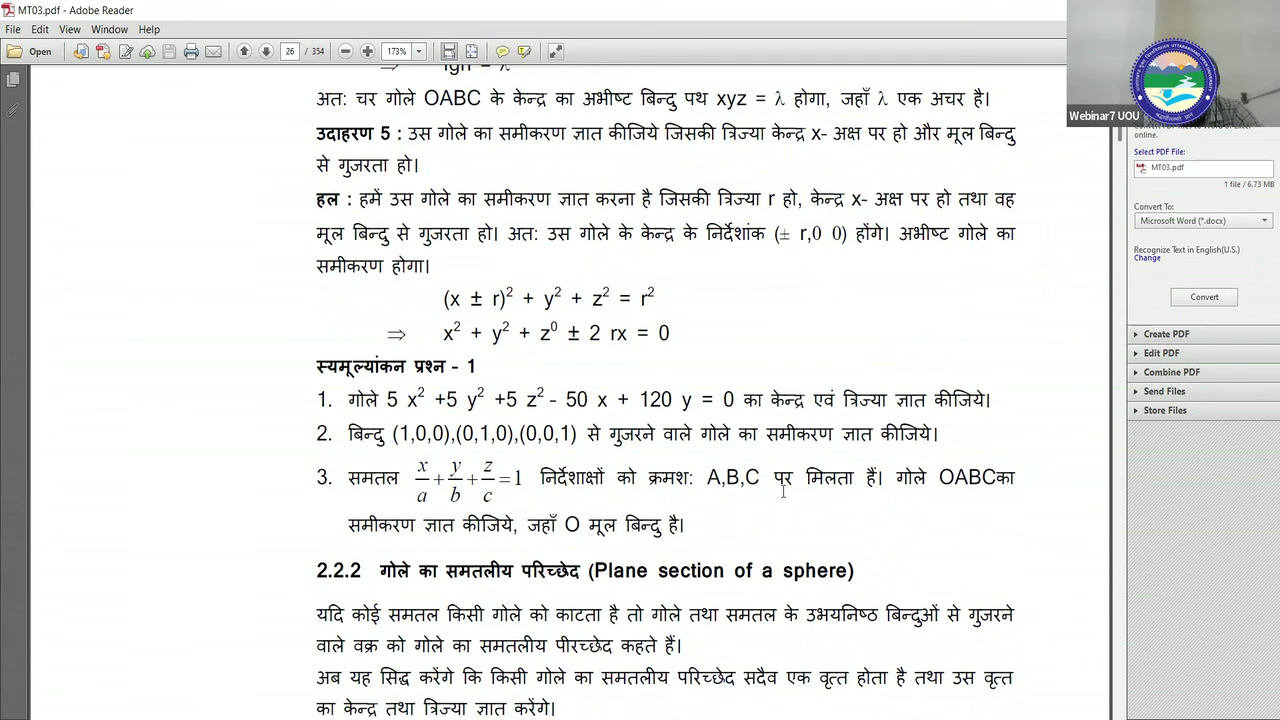 MT03.pdf - Adobe Reader
File Edit View Window Help
Open 26 / 354 173%
अतः चर गोले OABC के केन्द्र का अभीष्ट बिन्दु पथ xyz = λ होगा, जहाँ λ एक अचर है।
उदाहरण 5 : उस गोले का समीकरण ज्ञात कीजिये जिसकी त्रिज्या केन्द्र x- अक्ष पर हो और मूल बिन्दु
से गुजरता हो।
हल : हमें उस गोले का समीकरण ज्ञात करना है जिसकी त्रिज्या r हो, केन्द्र x- अक्ष पर हो तथा वह
मूल बिन्दु से गुजरता हो। अतः उस गोले के केन्द्र के निर्देशांक (± r,0 0) होंगे। अभीष्ट गोले का
समीकरण होगा।
(x ± r)² + y² + z² = r²
⇒ x² + y² + z⁰ ± 2 rx = 0
स्यमूल्यांकन प्रश्न - 1
1. गोले 5 x² +5 y² +5 z² - 50 x + 120 y = 0 का केन्द्र एवं त्रिज्या ज्ञात कीजिये।
2. बिन्दु (1,0,0),(0,1,0),(0,0,1) से गुजरने वाले गोले का समीकरण ज्ञात कीजिये।
3. समतल x/a + y/b + z/c = 1 निर्देशाक्षों को क्रमशः A,B,C पर मिलता हैं। गोले OABCका
समीकरण ज्ञात कीजिये, जहाँ O मूल बिन्दु है।
2.2.2 गोले का समतलीय परिच्छेद (Plane section of a sphere)
यदि कोई समतल किसी गोले को काटता है तो गोले तथा समतल के उभयनिष्ठ बिन्दुओं से गुजरने
वाले वक्र को गोले का समतलीय पीरच्छेद कहते हैं।
अब यह सिद्ध करेंगे कि किसी गोले का समतलीय परिच्छेद सदैव एक वृत्त होता है तथा उस वृत्त
का केन्द्र तथा त्रिज्या ज्ञात करेंगे।
Webinar7 UOU
online.
Select PDF File:
MT03.pdf
1 file / 6.73 MB
Convert To:
Microsoft Word (*.docx)
Recognize Text in English(U.S.)
Change
Convert
Create PDF
Edit PDF
Combine PDF
Send Files
Store Files